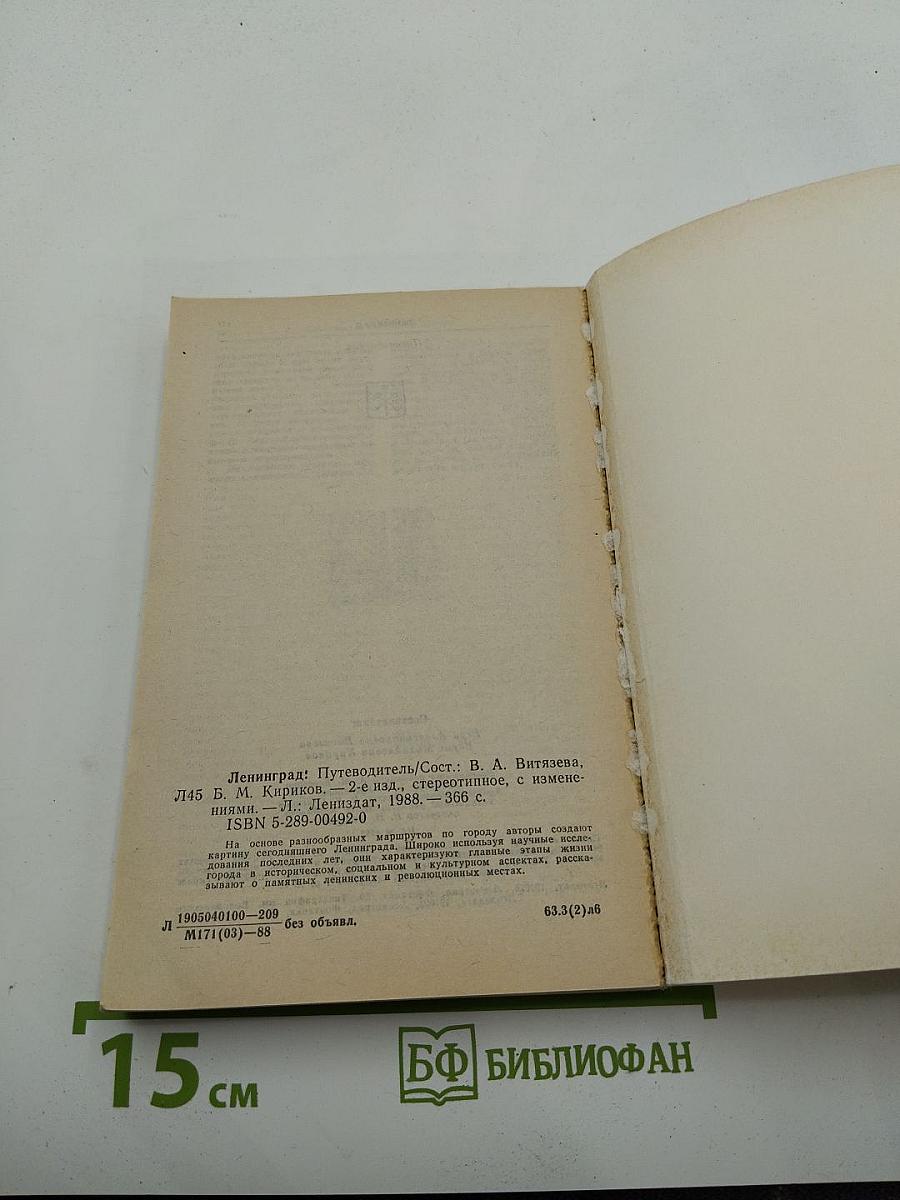 Ленинград: Путеводитель/Сост.: В. А. Витязева,
Л45 Б. М. Кириков. — 2-е изд., стереотипное, с измене-
ниями. — Л.: Лениздат, 1988. — 366 с.
ISBN 5-289-00492-0
На основе разнообразных маршрутов по городу авторы создают
картину сегодняшнего Ленинграда. Широко используя научные иссле-
дования последних лет, они характеризуют главные этапы жизни
города в историческом, социальном и культурном аспектах, расска-
зывают о памятных ленинских и революционных местах.
Л 1905040100—209
М171(03)—88 без объявл.
63.3(2)л6
15 см
БФ БИБЛИОФАН